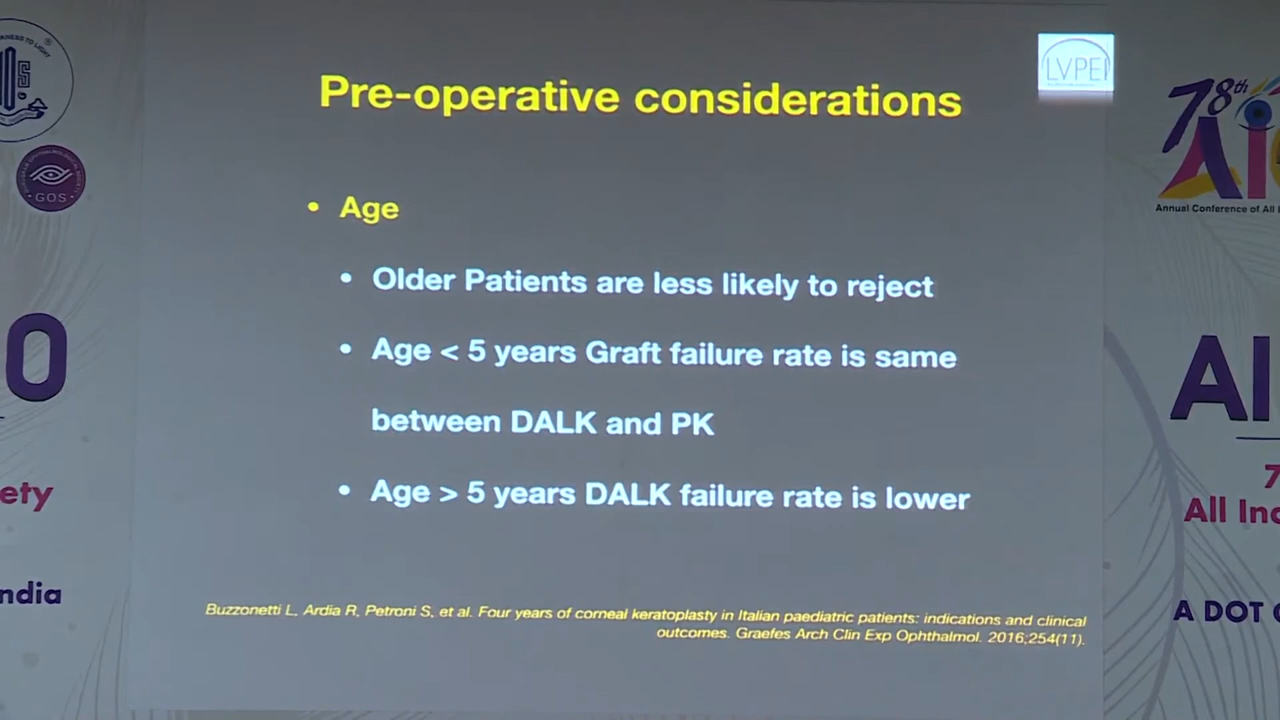 LVPEI
Pre-operative considerations
• Age
• Older Patients are less likely to reject
• Age < 5 years Graft failure rate is same
between DALK and PK
• Age > 5 years DALK failure rate is lower
Buzzonetti L, Ardia R, Petroni S, et al. Four years of corneal keratoplasty in Italian paediatric patients: indications and clinical
outcomes. Graefes Arch Clin Exp Ophthalmol. 2016;254(11).
GOS
O
ety
ndia
78th
AIO
Annual Conference of All
AI
7
All Ind
A DOT